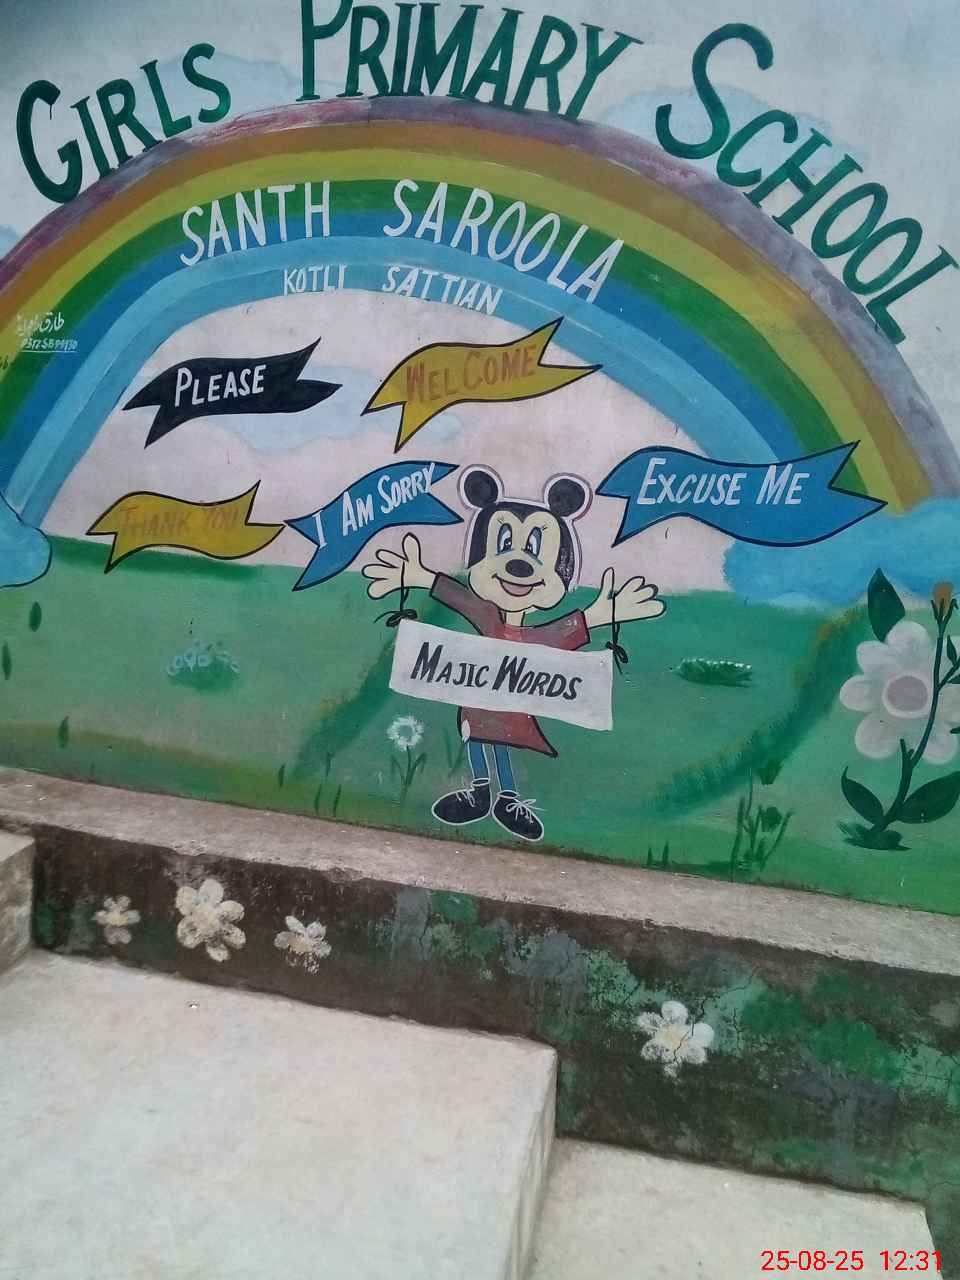 GIRLS PRIMARY SCHOOL
SANTH SAROOLA
KOTLI SATTIAN
طارق
PLEASE
WELCOME
THANK YOU
I AM SORRY
EXCUSE ME
MAJIC WORDS
25-08-25 12:31